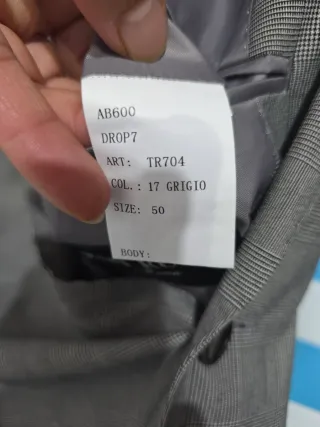 AB600
DROP7
ART: TR704
COL.: 17 GRIGIO
SIZE: 50
BODY: